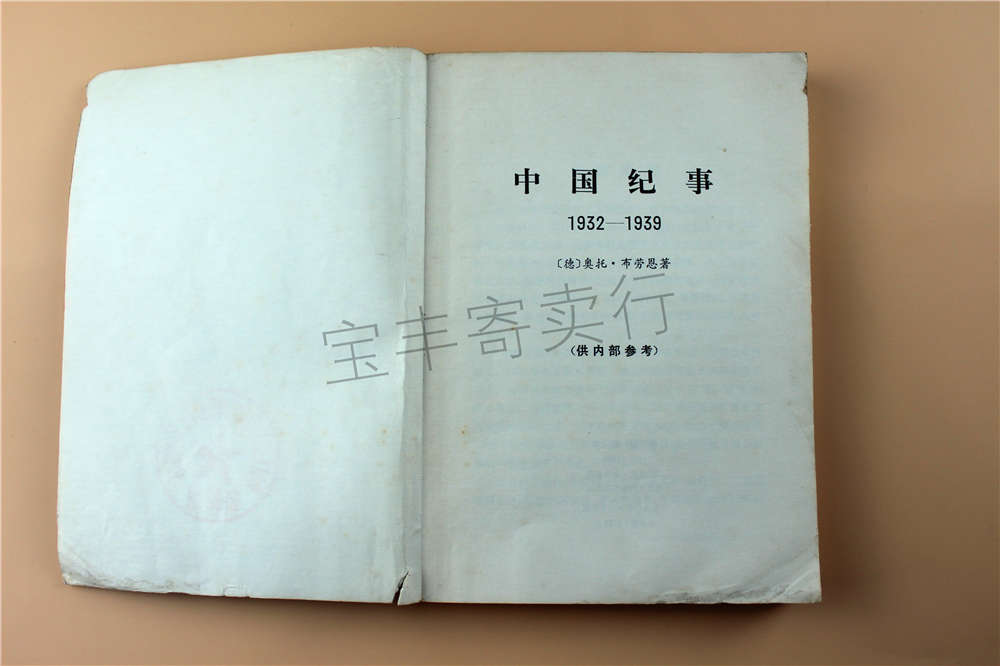 中国纪事
1932—1939
〔德〕奥托·布劳恩著
宝丰寄卖行
（供内部参考）